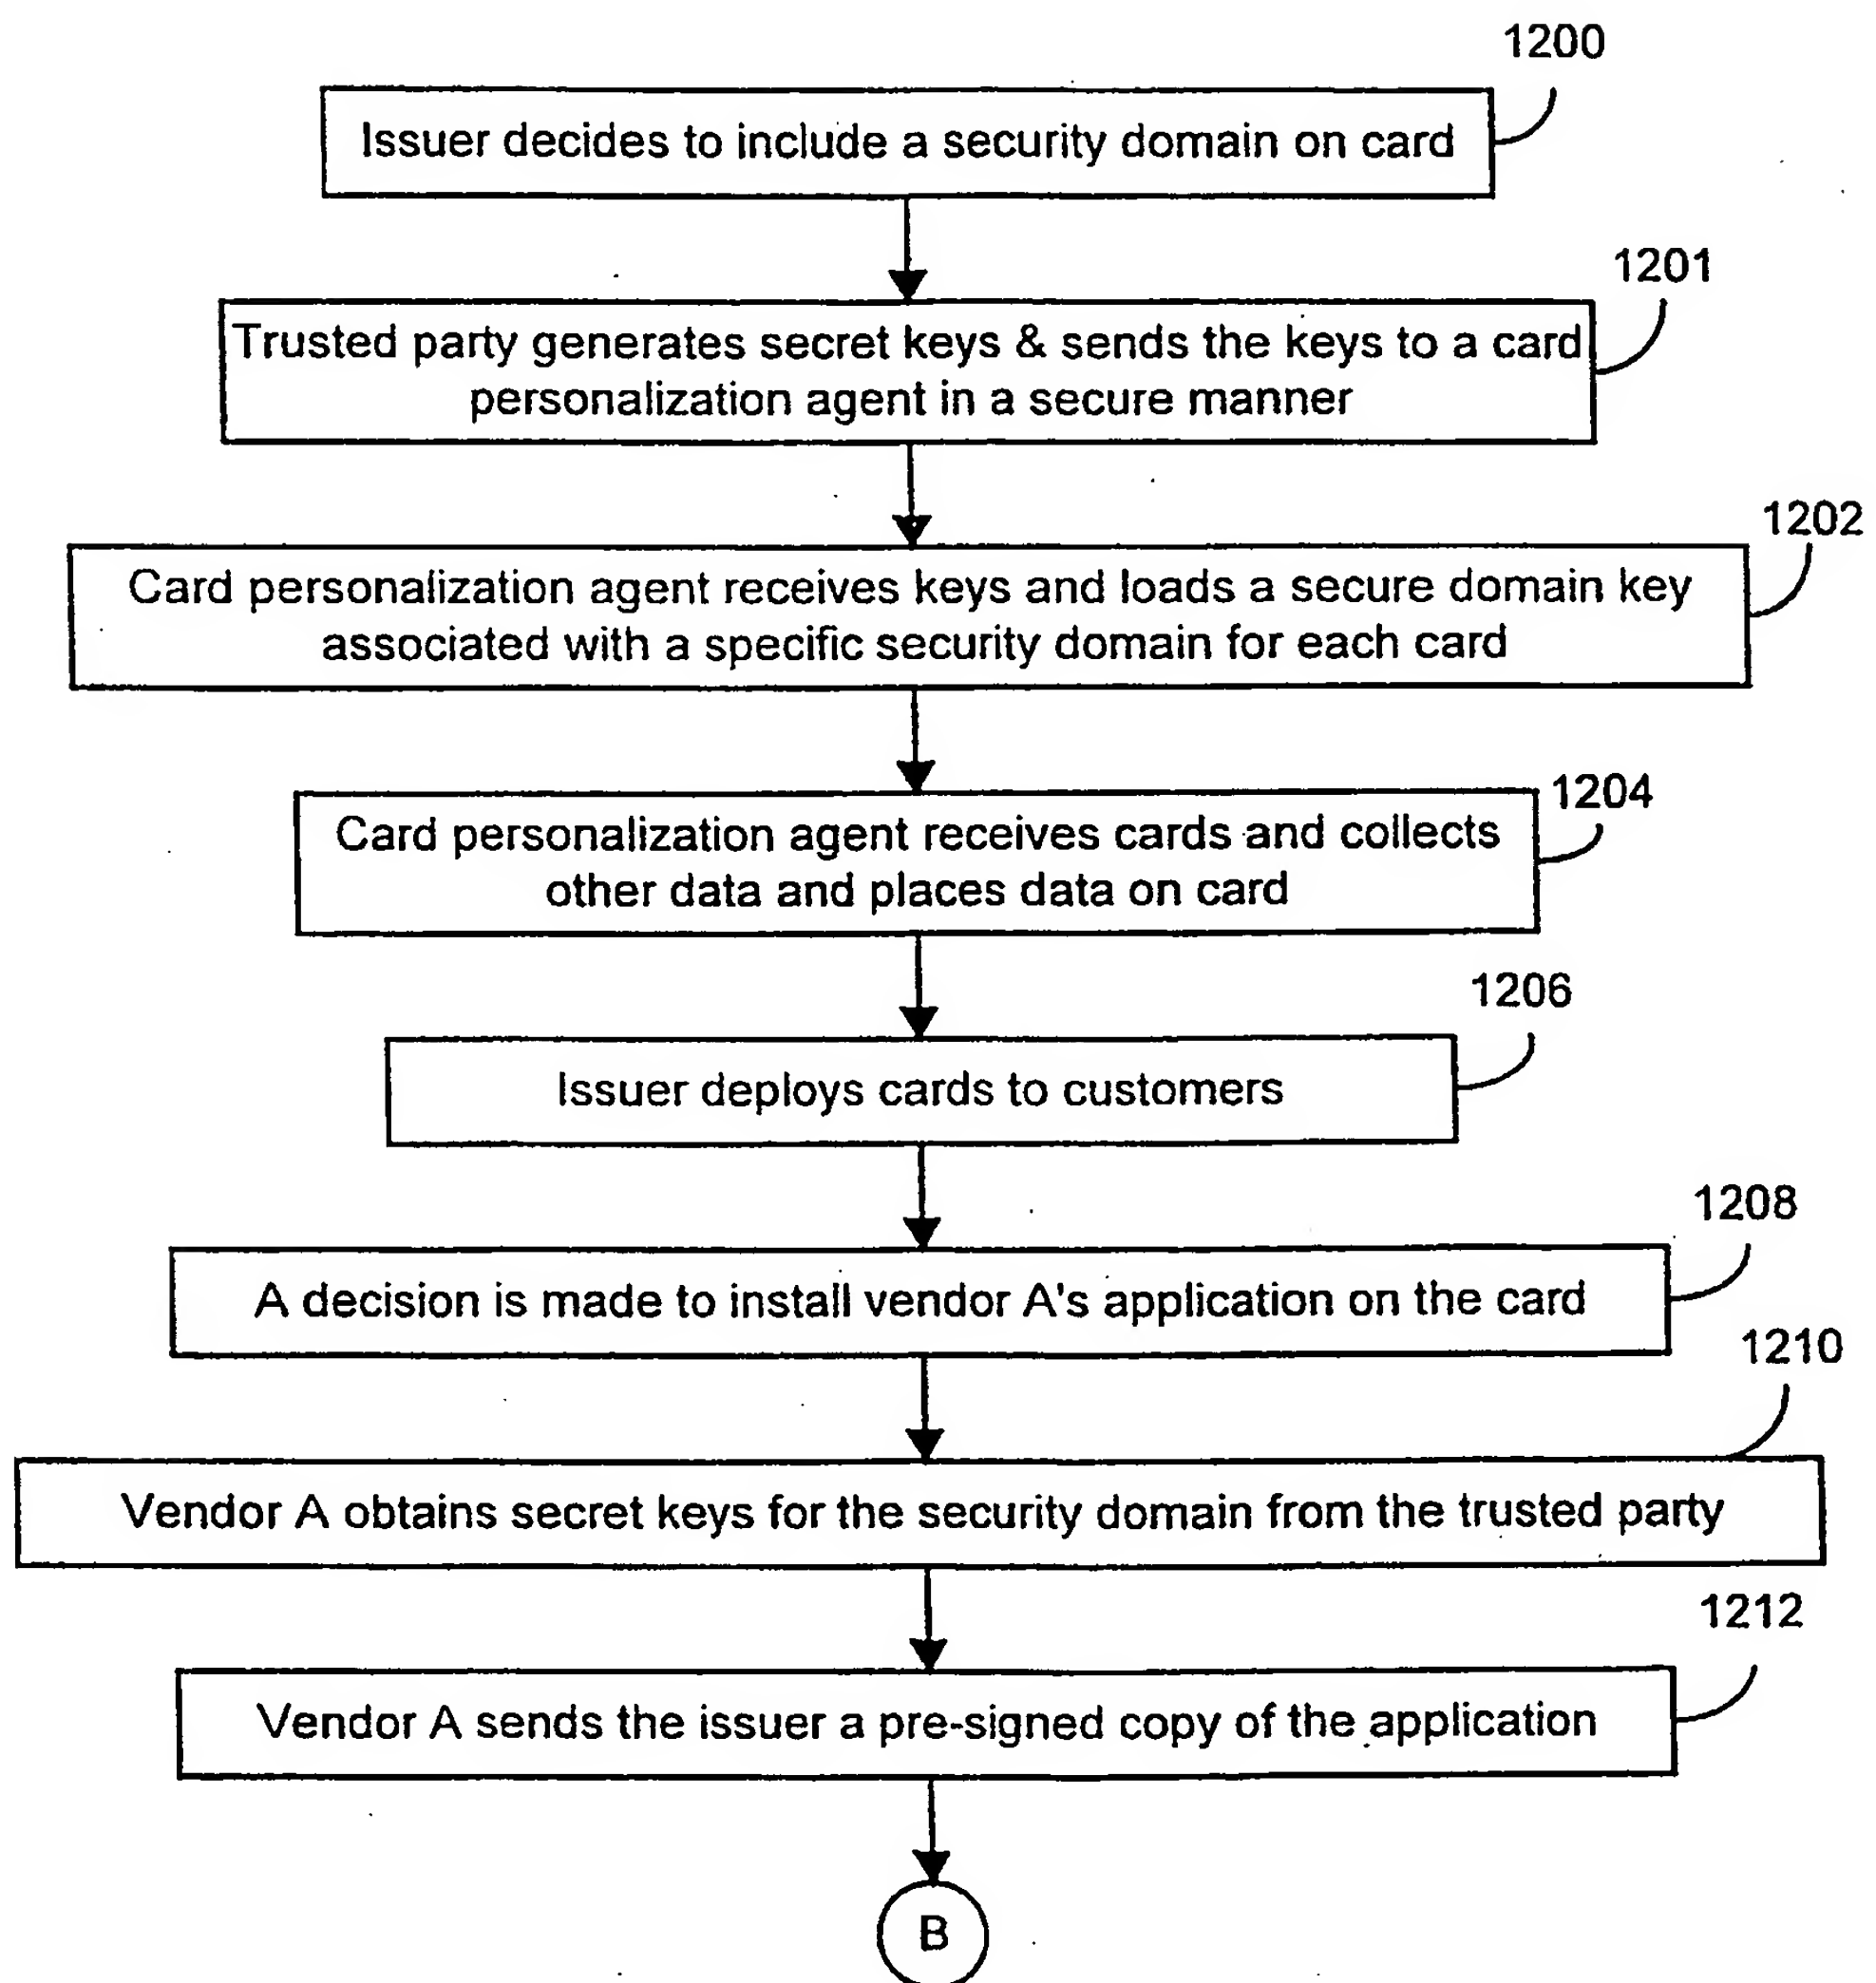 1200
Issuer decides to include a security domain on card
1201
Trusted party generates secret keys & sends the keys to a card
personalization agent in a secure manner
1202
Card personalization agent receives keys and loads a secure domain key
associated with a specific security domain for each card
1204
Card personalization agent receives cards and collects
other data and places data on card
1206
Issuer deploys cards to customers
1208
A decision is made to install vendor A's application on the card
1210
Vendor A obtains secret keys for the security domain from the trusted party
1212
Vendor A sends the issuer a pre-signed copy of the application
B